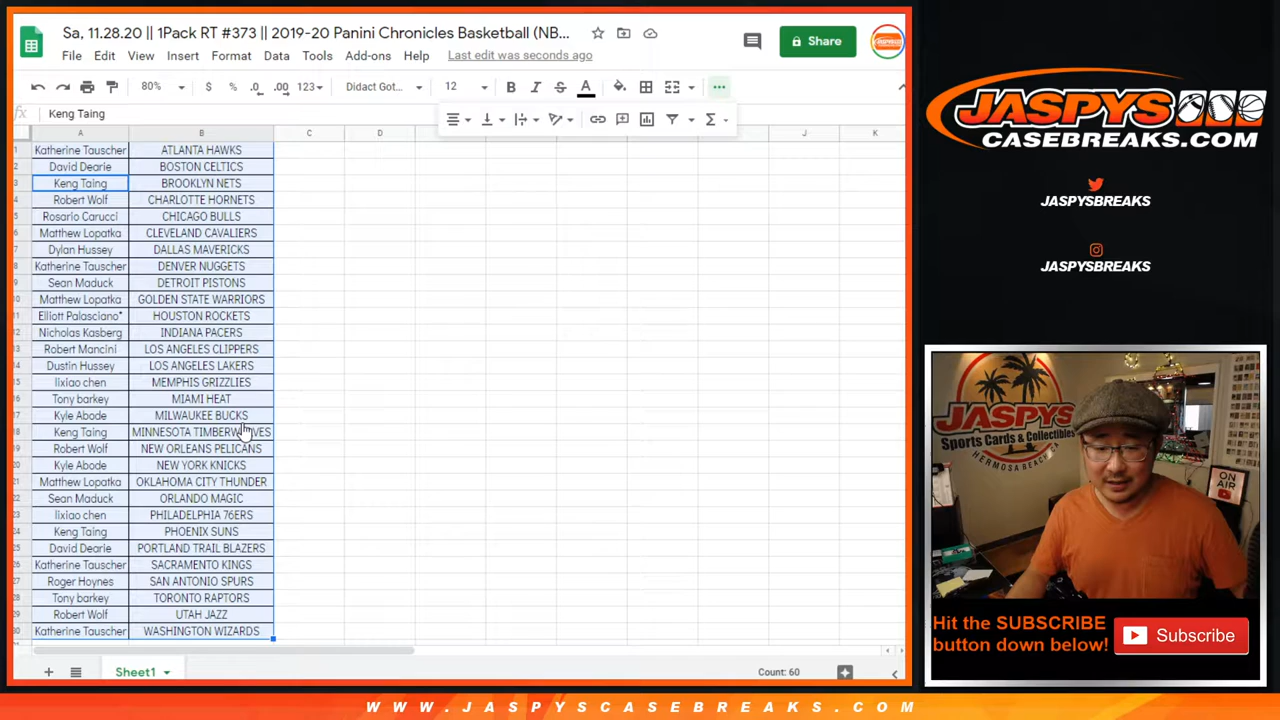 Sa, 11.28.20 || 1Pack RT #373 || 2019-20 Panini Chronicles Basketball (NB...
File Edit View Insert Format Data Tools Add-ons Help Last edit was seconds ago
Share
80% $ % .0 .00 123 Didact Got... 12 B I S A
fx Keng Taing
A B C D J K
1 Katherine Tauscher ATLANTA HAWKS
2 David Dearie BOSTON CELTICS
3 Keng Taing BROOKLYN NETS
4 Robert Wolf CHARLOTTE HORNETS
5 Rosario Carucci CHICAGO BULLS
6 Matthew Lopatka CLEVELAND CAVALIERS
7 Dylan Hussey DALLAS MAVERICKS
8 Katherine Tauscher DENVER NUGGETS
9 Sean Maduck DETROIT PISTONS
10 Matthew Lopatka GOLDEN STATE WARRIORS
11 Elliott Palasciano* HOUSTON ROCKETS
12 Nicholas Kasberg INDIANA PACERS
13 Robert Mancini LOS ANGELES CLIPPERS
14 Dustin Hussey LOS ANGELES LAKERS
15 lixiao chen MEMPHIS GRIZZLIES
16 Tony barkey MIAMI HEAT
17 Kyle Abode MILWAUKEE BUCKS
18 Keng Taing MINNESOTA TIMBERWOLVES
19 Robert Wolf NEW ORLEANS PELICANS
20 Kyle Abode NEW YORK KNICKS
21 Matthew Lopatka OKLAHOMA CITY THUNDER
22 Sean Maduck ORLANDO MAGIC
23 lixiao chen PHILADELPHIA 76ERS
24 Keng Taing PHOENIX SUNS
25 David Dearie PORTLAND TRAIL BLAZERS
26 Katherine Tauscher SACRAMENTO KINGS
27 Roger Hoynes SAN ANTONIO SPURS
28 Tony barkey TORONTO RAPTORS
29 Robert Wolf UTAH JAZZ
30 Katherine Tauscher WASHINGTON WIZARDS
Sheet1 Count: 60
JASPYS
CASEBREAKS.COM
JASPYSBREAKS
JASPYSBREAKS
JASPYS
Sports Cards & Collectibles
HERMOSA BEACH
ON AIR
Hit the SUBSCRIBE
button down below!
Subscribe
WWW.JASPYSCASEBREAKS.COM